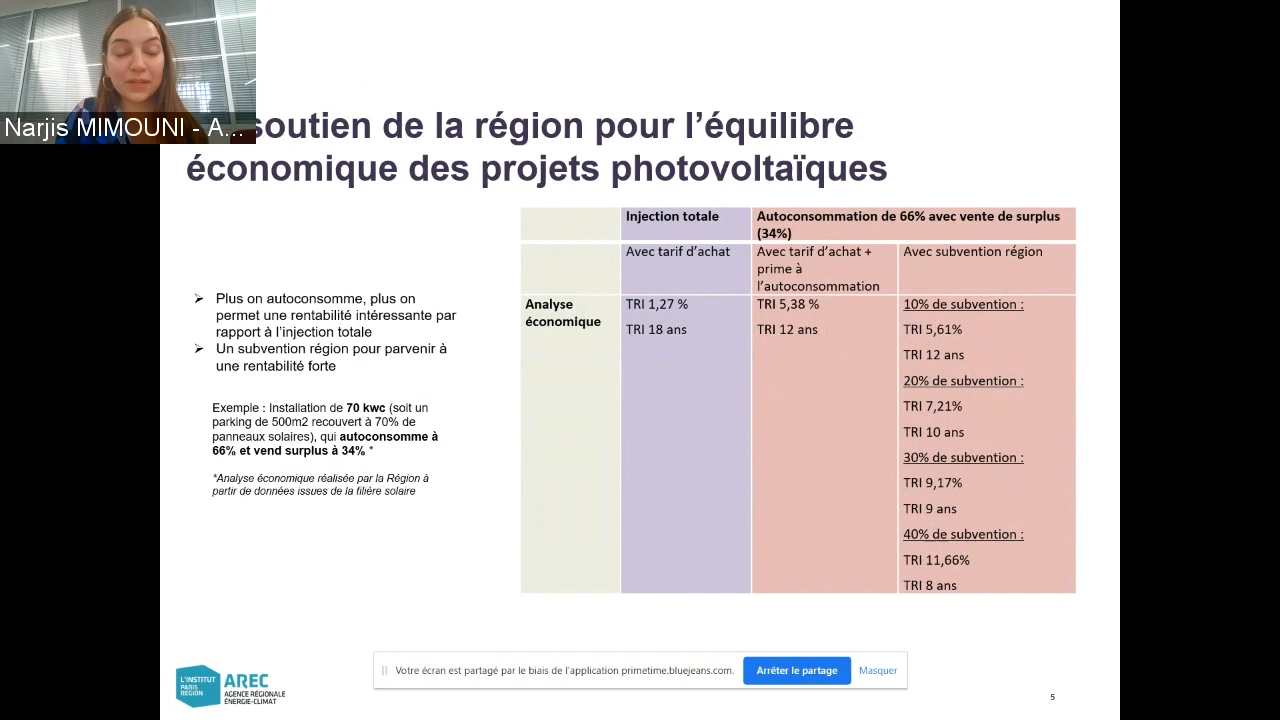 Narjis MIMOUNI - A...
soutien de la région pour l’équilibre
économique des projets photovoltaïques
Plus on autoconsomme, plus on
permet une rentabilité intéressante par
rapport à l’injection totale
Un subvention région pour parvenir à
une rentabilité forte
Exemple : Installation de 70 kwc (soit un
parking de 500m2 recouvert à 70% de
panneaux solaires), qui autoconsomme à
66% et vend surplus à 34% *
*Analyse économique réalisée par la Région à
partir de données issues de la filière solaire
Injection totale
Autoconsommation de 66% avec vente de surplus
(34%)
Avec tarif d’achat
Avec tarif d’achat +
prime à
l’autoconsommation
Avec subvention région
Analyse
économique
TRI 1,27 %
TRI 18 ans
TRI 5,38 %
TRI 12 ans
10% de subvention :
TRI 5,61%
TRI 12 ans
20% de subvention :
TRI 7,21%
TRI 10 ans
30% de subvention :
TRI 9,17%
TRI 9 ans
40% de subvention :
TRI 11,66%
TRI 8 ans
Votre écran est partagé par le biais de l'application primetime.bluejeans.com.
Arrêter le partage
Masquer
L'INSTITUT
PARIS
REGION
AREC
AGENCE RÉGIONALE
ÉNERGIE-CLIMAT
5